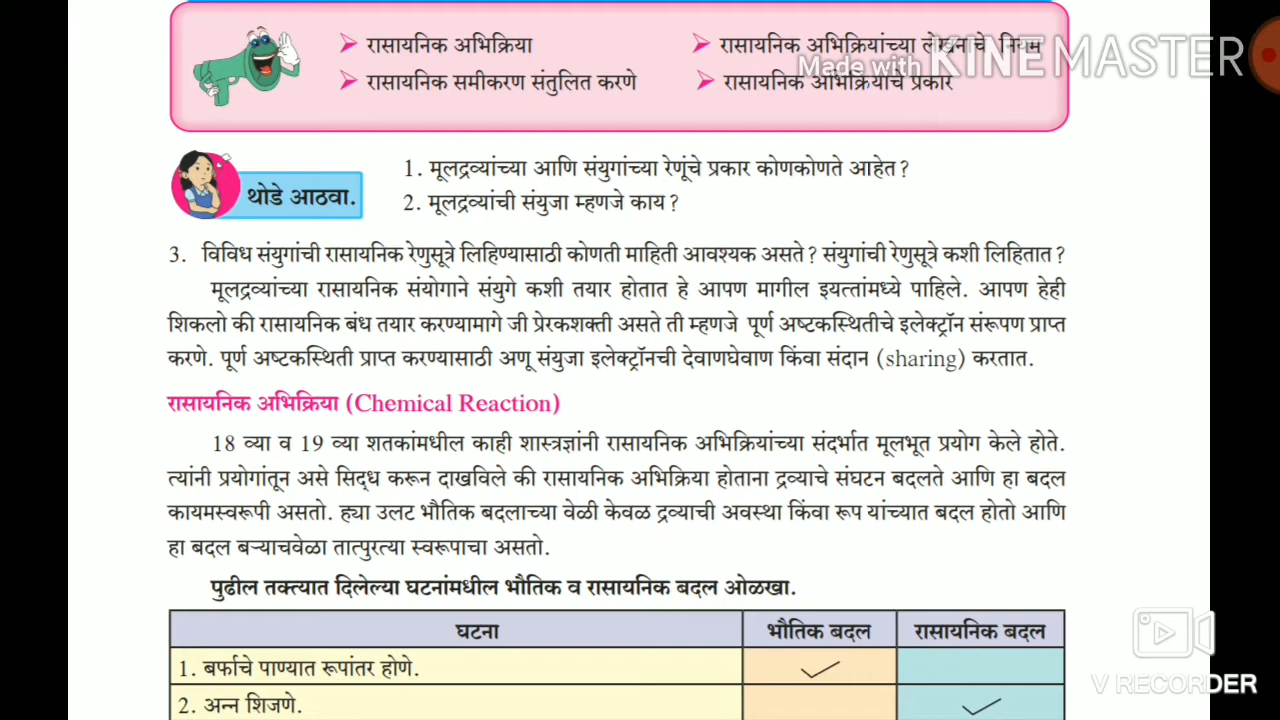 रासायनिक अभिक्रिया
रासायनिक अभिक्रियांच्या लेखनाचे नियम
रासायनिक समीकरण संतुलित करणे
रासायनिक अभिक्रियांचे प्रकार
Made with KINEMASTER
थोडे आठवा.
1. मूलद्रव्यांच्या आणि संयुगांच्या रेणूंचे प्रकार कोणकोणते आहेत ?
2. मूलद्रव्यांची संयुजा म्हणजे काय ?
3. विविध संयुगांची रासायनिक रेणुसूत्रे लिहिण्यासाठी कोणती माहिती आवश्यक असते ? संयुगांची रेणुसूत्रे कशी लिहितात ?
मूलद्रव्यांच्या रासायनिक संयोगाने संयुगे कशी तयार होतात हे आपण मागील इयत्तांमध्ये पाहिले. आपण हेही
शिकलो की रासायनिक बंध तयार करण्यामागे जी प्रेरकशक्ती असते ती म्हणजे पूर्ण अष्टकस्थितीचे इलेक्ट्रॉन संरूपण प्राप्त
करणे. पूर्ण अष्टकस्थिती प्राप्त करण्यासाठी अणू संयुजा इलेक्ट्रॉनची देवाणघेवाण किंवा संदान (sharing) करतात.
रासायनिक अभिक्रिया (Chemical Reaction)
18 व्या व 19 व्या शतकांमधील काही शास्त्रज्ञांनी रासायनिक अभिक्रियांच्या संदर्भात मूलभूत प्रयोग केले होते.
त्यांनी प्रयोगांतून असे सिद्ध करून दाखविले की रासायनिक अभिक्रिया होताना द्रव्याचे संघटन बदलते आणि हा बदल
कायमस्वरूपी असतो. ह्या उलट भौतिक बदलाच्या वेळी केवळ द्रव्याची अवस्था किंवा रूप यांच्यात बदल होतो आणि
हा बदल बऱ्याचवेळा तात्पुरत्या स्वरूपाचा असतो.
पुढील तक्त्यात दिलेल्या घटनांमधील भौतिक व रासायनिक बदल ओळखा.
घटना
भौतिक बदल
रासायनिक बदल
1. बर्फाचे पाण्यात रूपांतर होणे.
2. अन्न शिजणे.
V RECORDER